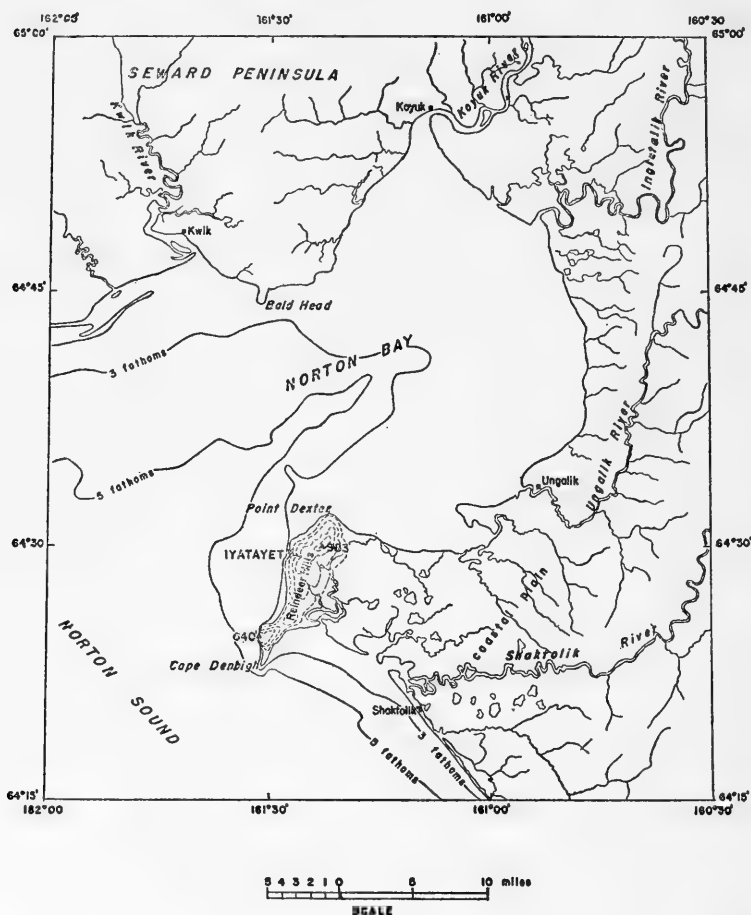 162°05'
161°30'
161°00'
160°30'
65°00'
65°00'
SEWARD PENINSULA
Koyuk
Koyuk River
Kwik River
Inglutalik River
Kwik
64°45'
64°45'
Bald Head
3 fathoms
NORTON BAY
5 fathoms
Ungalik River
Ungalik
Point Dexter
64°30'
64°30'
IYATAYET
Reindeer Hills
Coastal Plain
NORTON SOUND
640
Cape Denbigh
Shaktolik River
Shaktolik
3 fathoms
5 fathoms
64°15'
64°15'
162°00'
161°30'
161°00'
160°30'
5 4 3 2 1 0 5 10 miles
SCALE